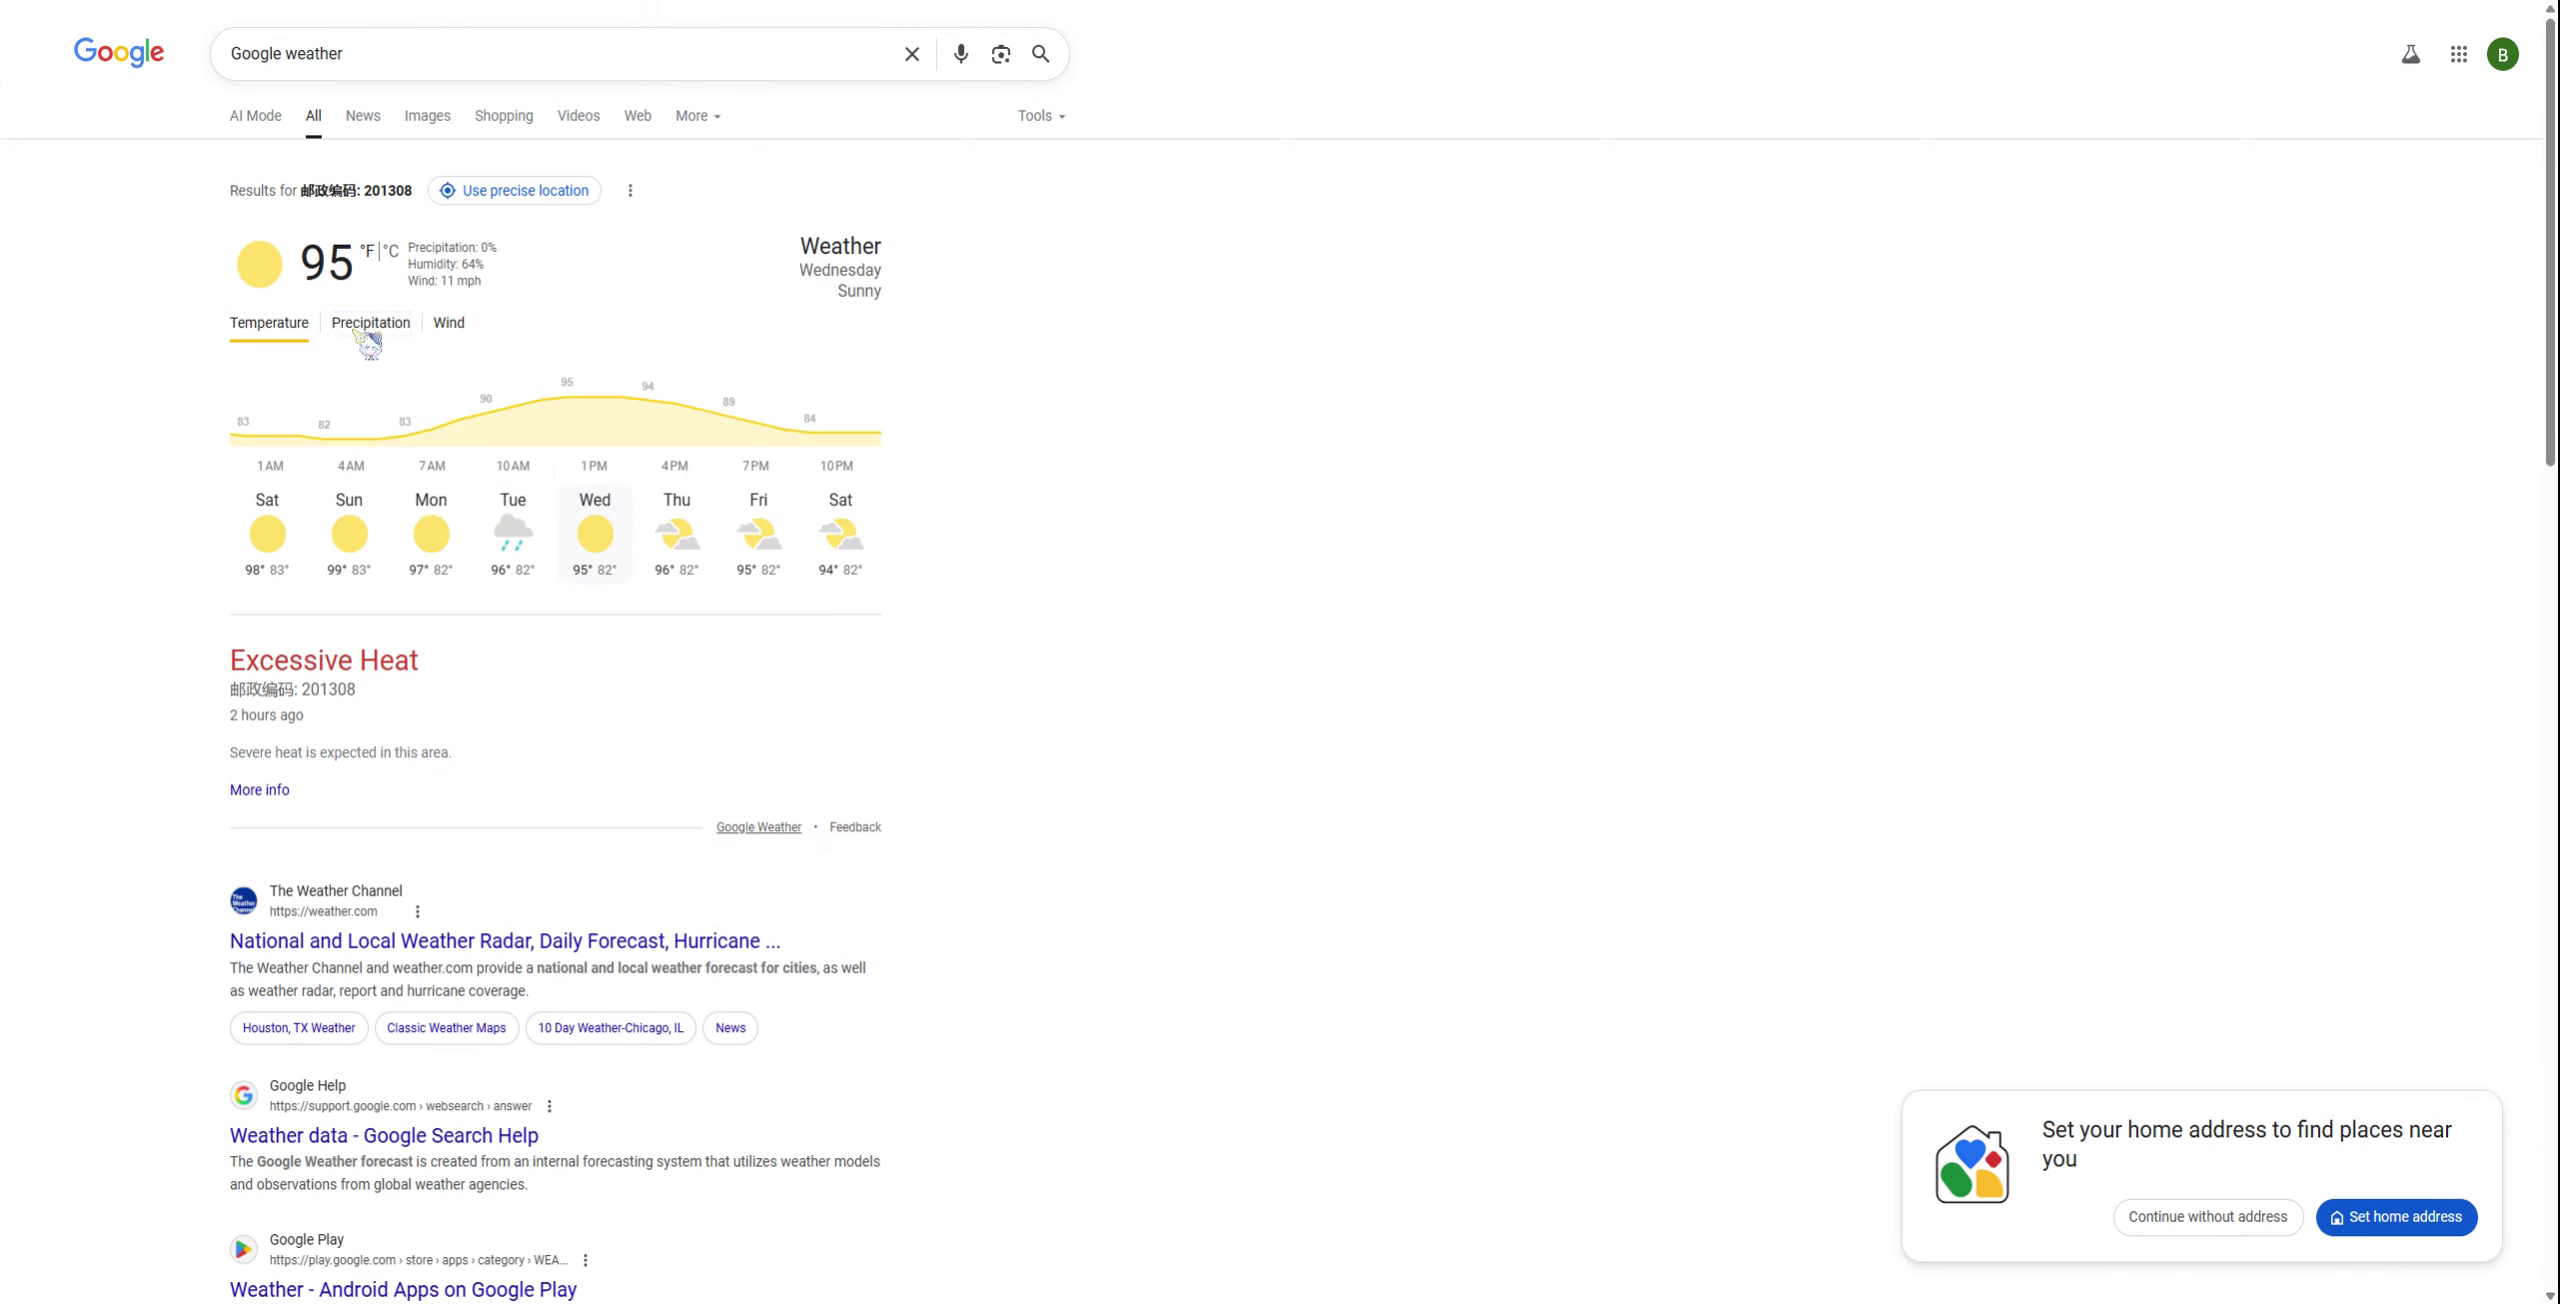 Google
Google weather
B
AI Mode All News Images Shopping Videos Web More Tools
Results for 邮政编码: 201308 Use precise location
95 °F | °C
Precipitation: 0%
Humidity: 64%
Wind: 11 mph
Weather
Wednesday
Sunny
Temperature Precipitation Wind
83 82 83 90 95 94 89 84
1 AM 4 AM 7 AM 10 AM 1 PM 4 PM 7 PM 10 PM
Sat Sun Mon Tue Wed Thu Fri Sat
98° 83° 99° 83° 97° 82° 96° 82° 95° 82° 96° 82° 95° 82° 94° 82°
Excessive Heat
邮政编码: 201308
2 hours ago
Severe heat is expected in this area.
More info
Google Weather • Feedback
The Weather Channel
The Weather Channel
https://weather.com
National and Local Weather Radar, Daily Forecast, Hurricane ...
The Weather Channel and weather.com provide a national and local weather forecast for cities, as well
as weather radar, report and hurricane coverage.
Houston, TX Weather Classic Weather Maps 10 Day Weather-Chicago, IL News
Google Help
https://support.google.com › websearch › answer
Weather data - Google Search Help
The Google Weather forecast is created from an internal forecasting system that utilizes weather models
and observations from global weather agencies.
Google Play
https://play.google.com › store › apps › category › WEA...
Weather - Android Apps on Google Play
Set your home address to find places near
you
Continue without address Set home address